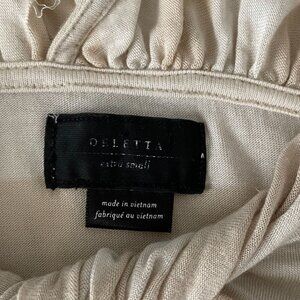 DELETTA
extra small
made in vietnam
fabriqué au vietnam